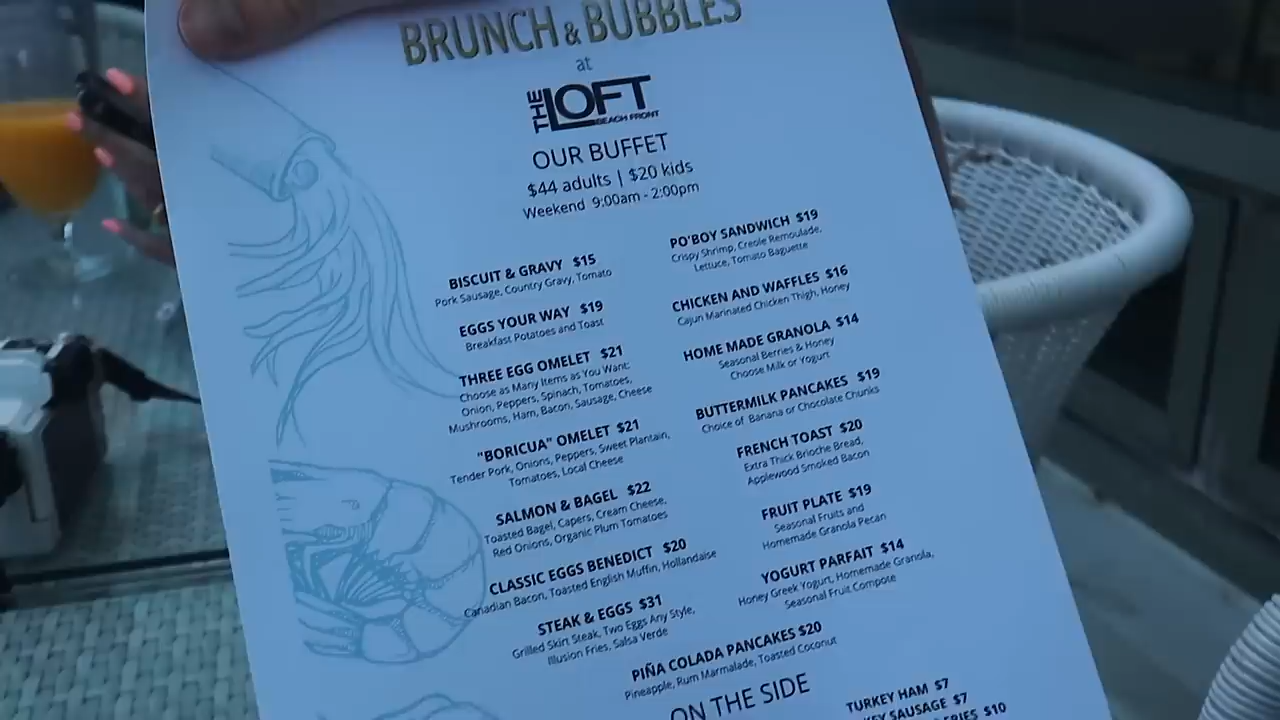 BRUNCH & BUBBLES
at
THE LOFT
BEACH FRONT
OUR BUFFET
$44 adults | $20 kids
Weekend 9:00am - 2:00pm
BISCUIT & GRAVY $15
Pork Sausage, Country Gravy, Tomato
EGGS YOUR WAY $19
Breakfast Potatoes and Toast
THREE EGG OMELET $21
Choose as Many Items as You Want:
Onion, Peppers, Spinach, Tomatoes,
Mushrooms, Ham, Bacon, Sausage, Cheese
"BORICUA" OMELET $21
Tender Pork, Onions, Peppers, Sweet Plantain,
Tomatoes, Local Cheese
SALMON & BAGEL $22
Toasted Bagel, Capers, Cream Cheese,
Red Onions, Organic Plum Tomatoes
CLASSIC EGGS BENEDICT $20
Canadian Bacon, Toasted English Muffin, Hollandaise
STEAK & EGGS $31
Grilled Skirt Steak, Two Eggs Any Style,
Illusion Fries, Salsa Verde
PO'BOY SANDWICH $19
Crispy Shrimp, Creole Remoulade,
Lettuce, Tomato Baguette
CHICKEN AND WAFFLES $16
Cajun Marinated Chicken Thigh, Honey
HOME MADE GRANOLA $14
Seasonal Berries & Honey
Choose Milk or Yogurt
BUTTERMILK PANCAKES $19
Choice of Banana or Chocolate Chunks
FRENCH TOAST $20
Extra Thick Brioche Bread,
Applewood Smoked Bacon
FRUIT PLATE $19
Seasonal Fruits and
Homemade Granola Pecan
YOGURT PARFAIT $14
Honey Greek Yogurt, Homemade Granola,
Seasonal Fruit Compote
PIÑA COLADA PANCAKES $20
Pineapple, Rum Marmalade, Toasted Coconut
ON THE SIDE
TURKEY HAM $7
SAUSAGE $7
$10